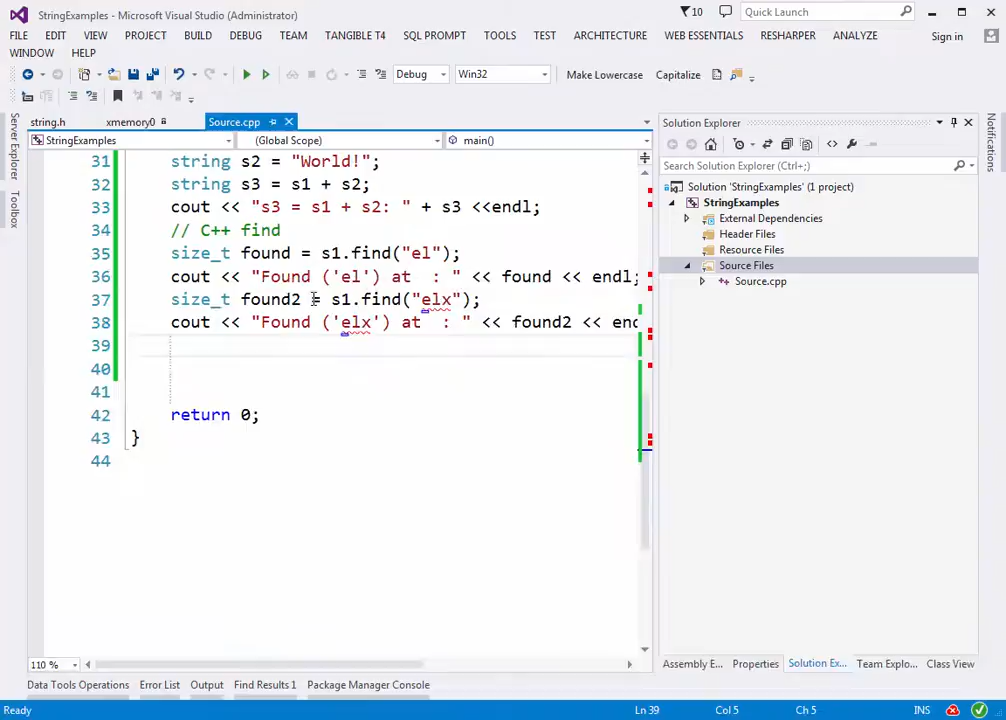 StringExamples - Microsoft Visual Studio (Administrator)
10
Quick Launch
FILE EDIT VIEW PROJECT BUILD DEBUG TEAM TANGIBLE T4 SQL PROMPT TOOLS TEST ARCHITECTURE WEB ESSENTIALS RESHARPER ANALYZE Sign in
WINDOW HELP
Debug Win32 Make Lowercase Capitalize
string.h xmemory0 Source.cpp
StringExamples (Global Scope) main()
Server Explorer
Toolbox
31 string s2 = "World!";
32 string s3 = s1 + s2;
33 cout << "s3 = s1 + s2: " + s3 <<endl;
34 // C++ find
35 size_t found = s1.find("el");
36 cout << "Found ('el') at  : " << found << endl;
37 size_t found2 = s1.find("elx");
38 cout << "Found ('elx') at  : " << found2 << end
39
40
41
42 return 0;
43 }
44
110 %
Solution Explorer
Search Solution Explorer (Ctrl+;)
Solution 'StringExamples' (1 project)
StringExamples
External Dependencies
Header Files
Resource Files
Source Files
Source.cpp
Notifications
Assembly E... Properties Solution Ex... Team Explo... Class View
Data Tools Operations Error List Output Find Results 1 Package Manager Console
Ready Ln 39 Col 5 Ch 5 INS